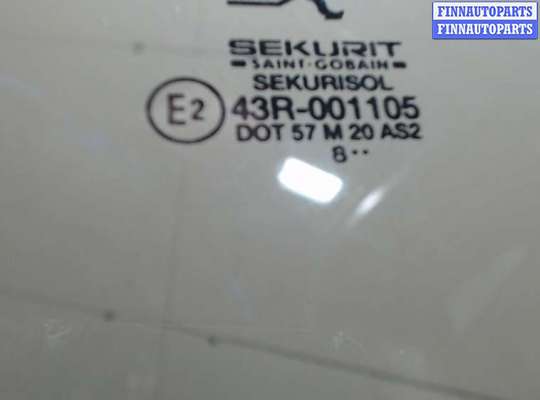 FINNAUTOPARTS
FINNAUTOPARTS
SEKURIT
SAINT-GOBAIN
SEKURISOL
E2 43R-001105
DOT 57 M 20 AS2
8··